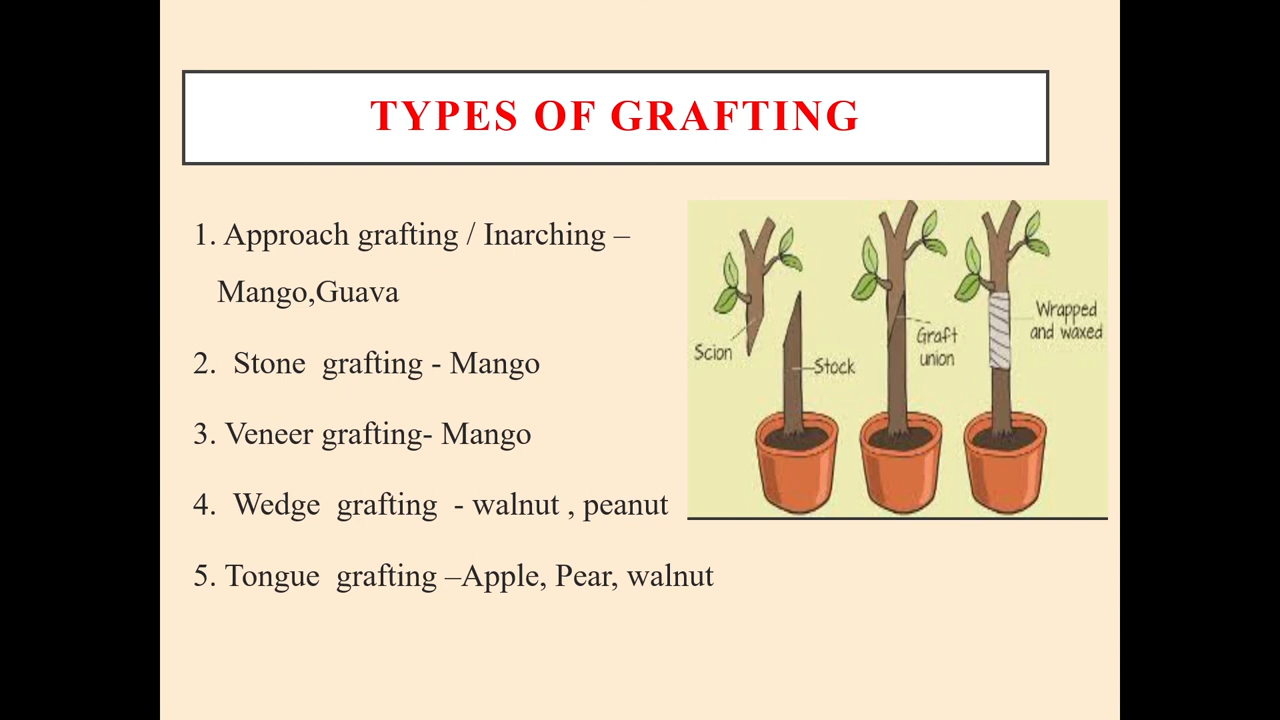 TYPES OF GRAFTING
1. Approach grafting / Inarching –
Mango,Guava
2. Stone grafting - Mango
3. Veneer grafting- Mango
4. Wedge grafting - walnut , peanut
5. Tongue grafting –Apple, Pear, walnut
Scion
Stock
Graft
union
Wrapped
and waxed